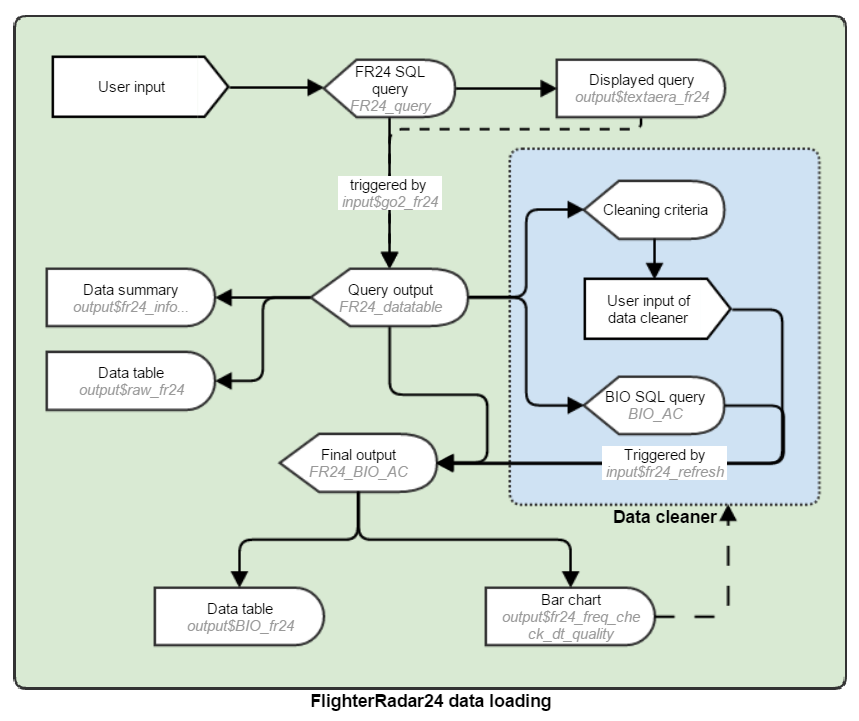 User input
FR24 SQL
query
FR24_query
Displayed query
output$textaera_fr24
triggered by
input$go2_fr24
Cleaning criteria
Data summary
output$fr24_info...
Query output
FR24_datatable
User input of
data cleaner
Data table
output$raw_fr24
BIO SQL query
BIO_AC
Final output
FR24_BIO_AC
Triggered by
input$fr24_refresh
Data cleaner
Data table
output$BIO_fr24
Bar chart
output$fr24_freq_che
ck_dt_quality
FlighterRadar24 data loading